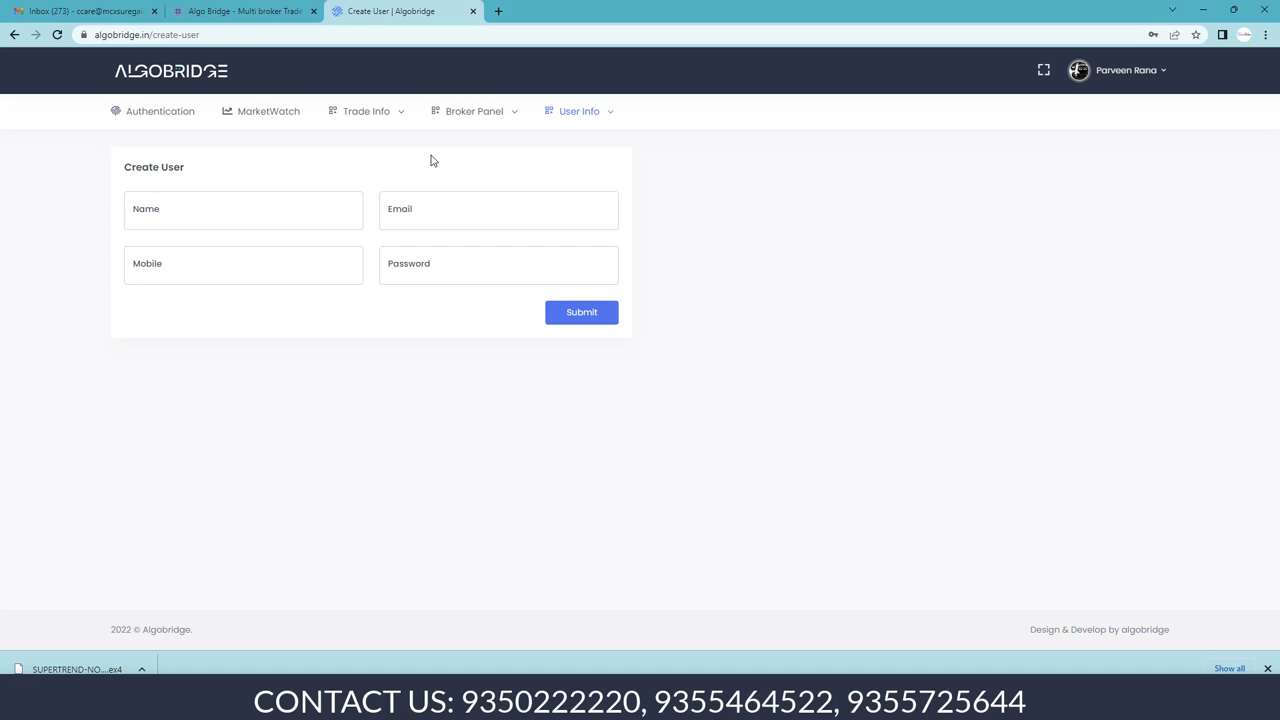 Inbox (273) - ccare@mcxsurega
Algo Bridge - Multi broker Trade
Create User | Algobridge
algobridge.in/create-user
ALGOBRIDGE
Parveen Rana
Authentication
MarketWatch
Trade Info
Broker Panel
User Info
Create User
Name
Email
Mobile
Password
Submit
2022 © Algobridge.
Design & Develop by algobridge
SUPERTREND-NO....ex4
Show all
CONTACT US: 9350222220, 9355464522, 9355725644